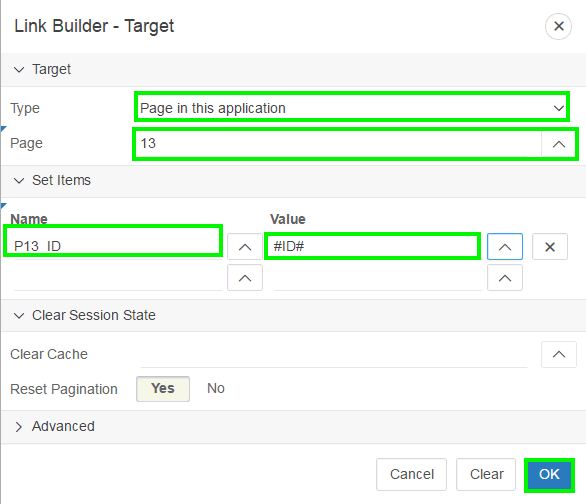 Link Builder - Target
Target
Type Page in this application
Page 13
Set Items
Name Value
P13_ID #ID#
Clear Session State
Clear Cache
Reset Pagination Yes No
Advanced
Cancel Clear OK